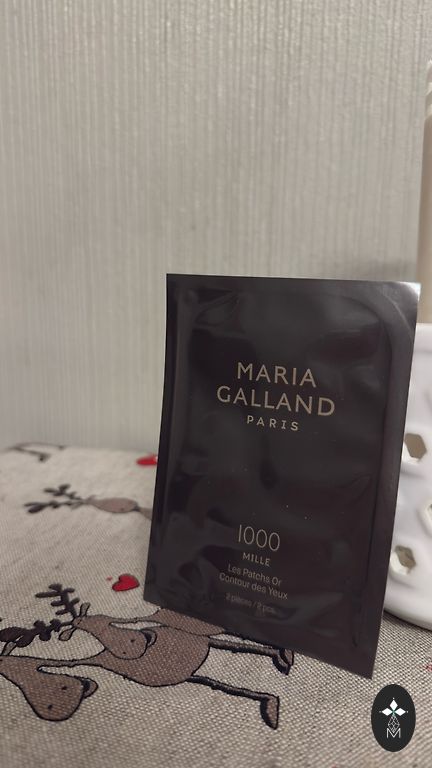 MARIA
GALLAND
PARIS
1000
MILLE
Les Patchs Or
Contour des Yeux
2 pièces / 2 pcs.
M